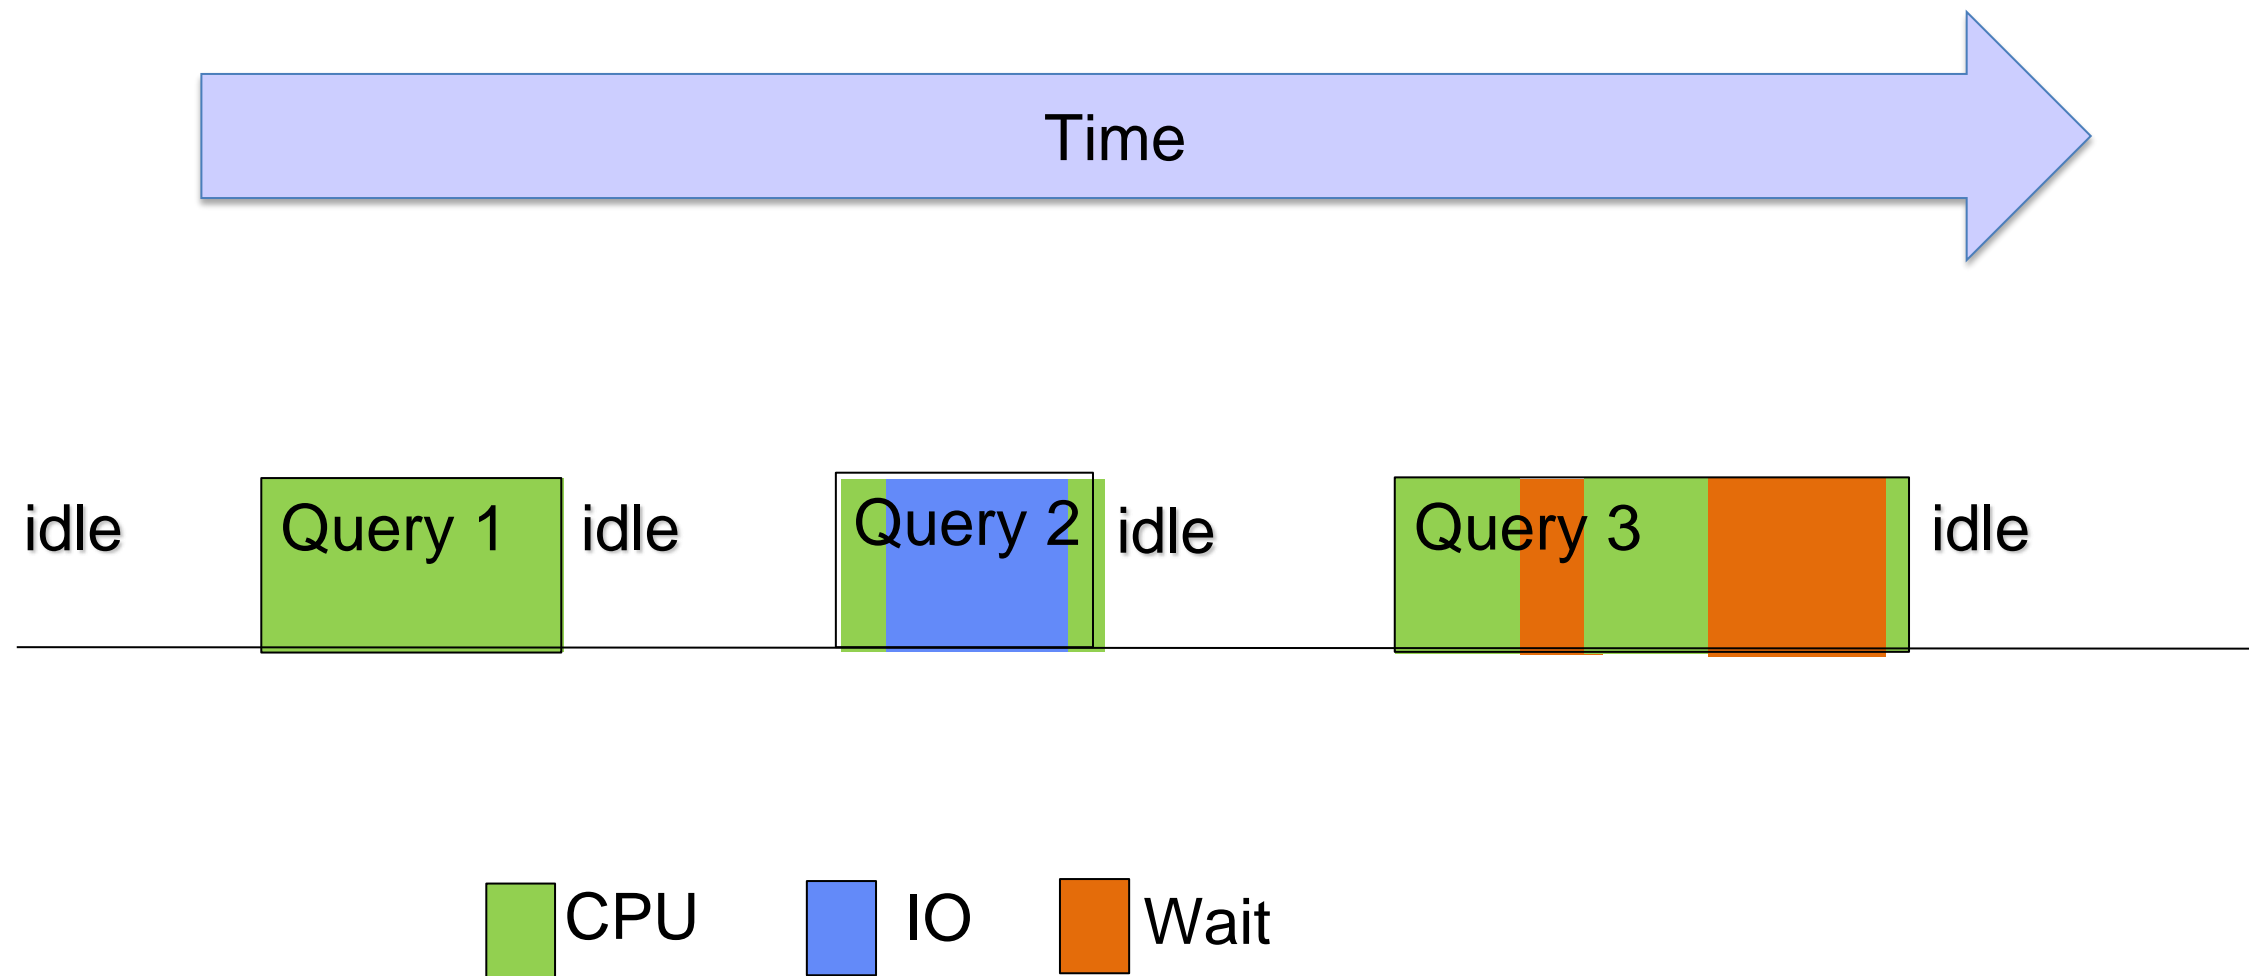 Time
idle
Query 1
idle
Query 2
idle
Query 3
idle
CPU
IO
Wait